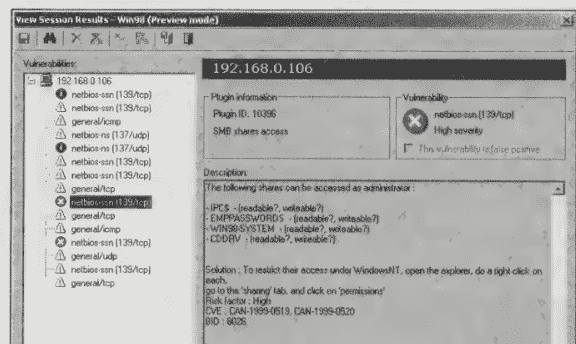 View Session Results - Win98 (Preview mode)
Vulnerabilities:
192.168.0.106
netbios-ssn (139/tcp)
netbios-ssn (139/tcp)
general/icmp
netbios-ns (137/udp)
netbios-ns (137/udp)
netbios-ssn (139/tcp)
netbios-ssn (139/tcp)
general/tcp
netbios-ssn (139/tcp)
general/tcp
general/icmp
netbios-ssn (139/tcp)
general/udp
netbios-ssn (139/tcp)
general/tcp
192.168.0.106
Plugin information
Plugin ID: 10396
SMB shares access
Vulnerability
netbios-ssn (139/tcp)
High severity
This vulnerability is false positive
Description:
The following shares can be accessed as administrator :
- IPC$ - (readable?, writeable?)
- EMPPASSWORDS - (readable?, writeable?)
- WIN98-SYSTEM - (readable?, writeable?)
- CDDRV - (readable?, writeable?)
Solution : To restrict their access under WindowsNT, open the explorer, do a right click on
each,
go to the 'sharing' tab, and click on 'permissions'
Risk factor : High
CVE : CAN-1999-0519, CAN-1999-0520
BID : 8026